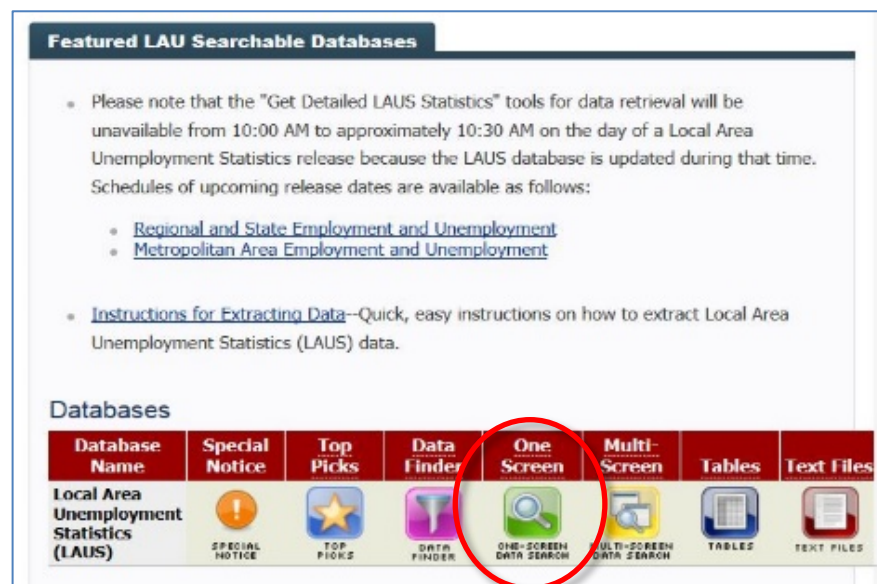 Featured LAU Searchable Databases
Please note that the "Get Detailed LAUS Statistics" tools for data retrieval will be
unavailable from 10:00 AM to approximately 10:30 AM on the day of a Local Area
Unemployment Statistics release because the LAUS database is updated during that time.
Schedules of upcoming release dates are available as follows:
Regional and State Employment and Unemployment
Metropolitan Area Employment and Unemployment
Instructions for Extracting Data--Quick, easy instructions on how to extract Local Area
Unemployment Statistics (LAUS) data.
Databases
Database Name Special Notice Top Picks Data Finder One Screen Multi-Screen Tables Text Files
Local Area
Unemployment
Statistics
(LAUS)
SPECIAL NOTICE TOP PICKS DATA FINDER ONE-SCREEN DATA SEARCH MULTI-SCREEN DATA SEARCH TABLES TEXT FILES